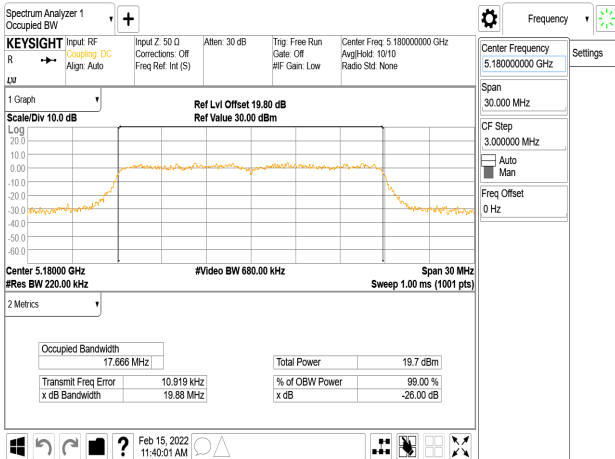 Spectrum Analyzer 1
Occupied BW
Frequency
KEYSIGHT Input: RF Input Z: 50 Ω Atten: 30 dB Trig: Free Run Center Freq: 5.180000000 GHz
R Coupling: DC Corrections: Off Gate: Off Avg|Hold: 10/10
Align: Auto Freq Ref: Int (S) #IF Gain: Low Radio Std: None
LXI
Center Frequency
5.180000000 GHz
Settings
Span
30.000 MHz
CF Step
3.000000 MHz
Auto
Man
Freq Offset
0 Hz
1 Graph
Scale/Div 10.0 dB
Ref Lvl Offset 19.80 dB
Ref Value 30.00 dBm
Log
20.0
10.0
0.00
-10.0
-20.0
-30.0
-40.0
-50.0
-60.0
Center 5.18000 GHz #Video BW 680.00 kHz Span 30 MHz
#Res BW 220.00 kHz Sweep 1.00 ms (1001 pts)
2 Metrics
Occupied Bandwidth
17.666 MHz Total Power 19.7 dBm
Transmit Freq Error 10.919 kHz % of OBW Power 99.00 %
x dB Bandwidth 19.88 MHz x dB -26.00 dB
? Feb 15, 2022
11:40:01 AM